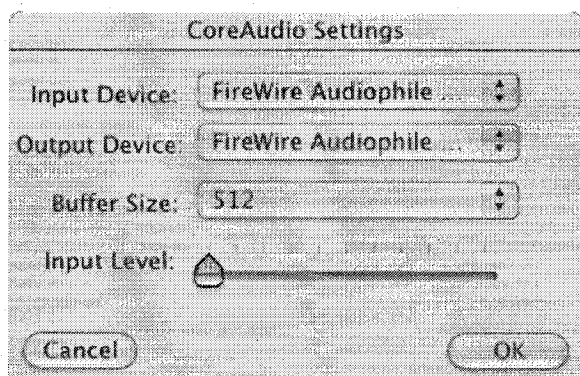 CoreAudio Settings
Input Device: FireWire Audiophile ...
Output Device: FireWire Audiophile ...
Buffer Size: 512
Input Level:
Cancel OK